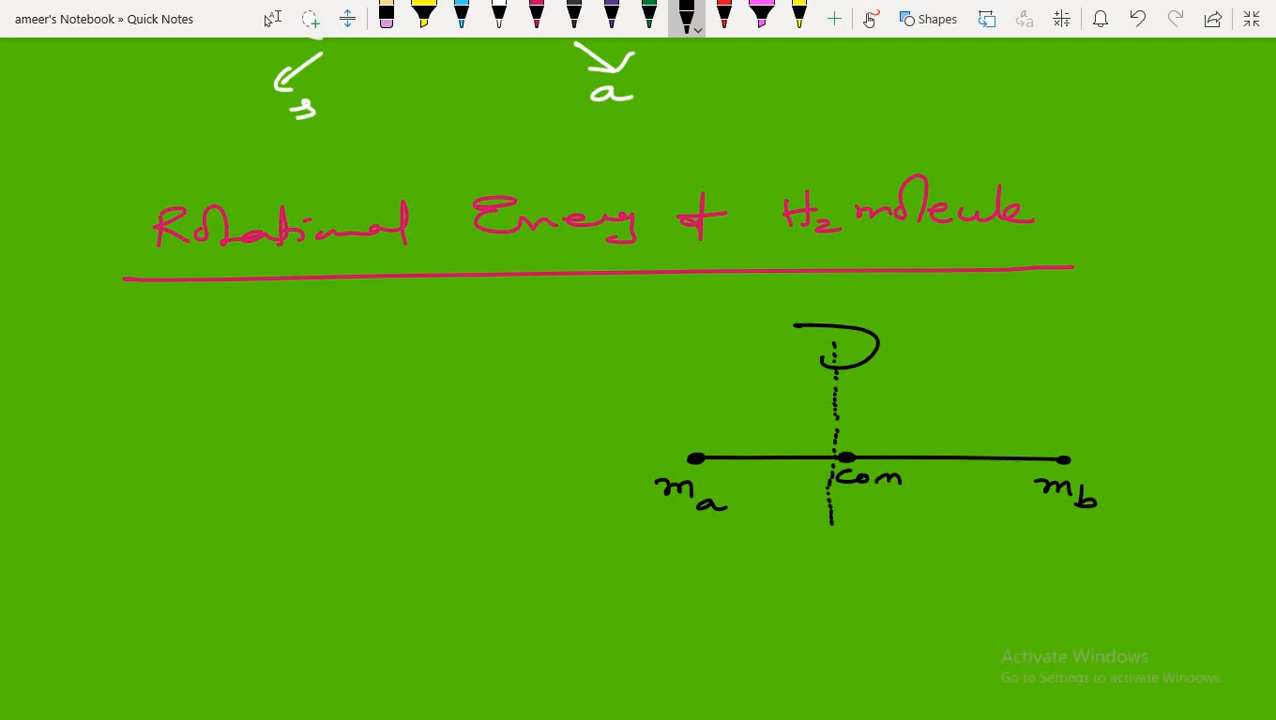 ameer's Notebook » Quick Notes
Shapes
s
a
Rotational Energy of H2 molecule
com
ma
mb
Activate Windows
Go to Settings to activate Windows.